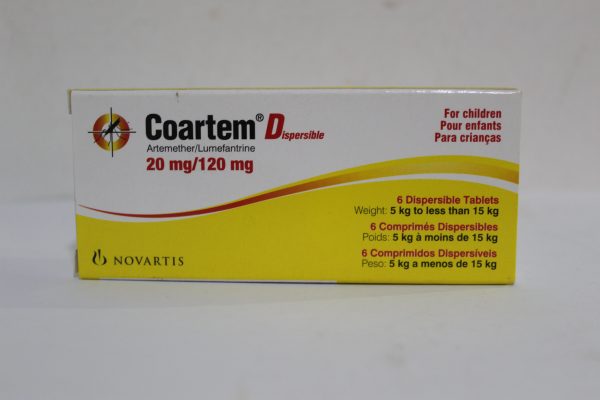 Coartem® Dispersible
Artemether/Lumefantrine
20 mg/120 mg
For children
Pour enfants
Para crianças
6 Dispersible Tablets
Weight: 5 kg to less than 15 kg
6 Comprimés Dispersibles
Poids: 5 kg à moins de 15 kg
6 Comprimidos Dispersíveis
Peso: 5 kg a menos de 15 kg
NOVARTIS